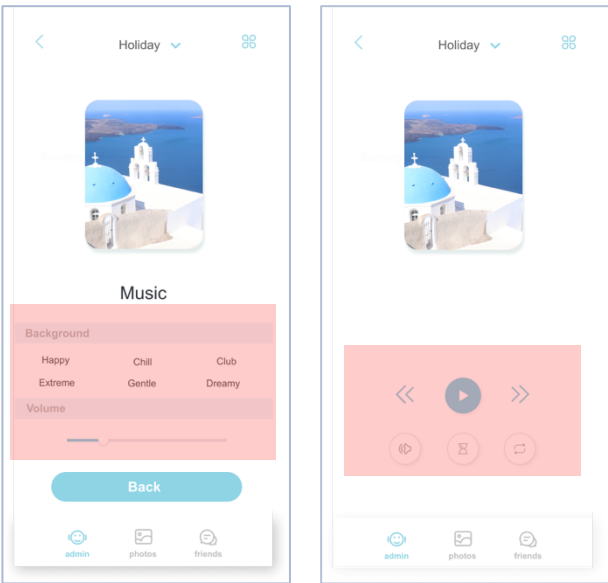 Holiday
Music
Background
Happy Chill Club
Extreme Gentle Dreamy
Volume
Back
admin photos friends
Holiday
admin photos friends